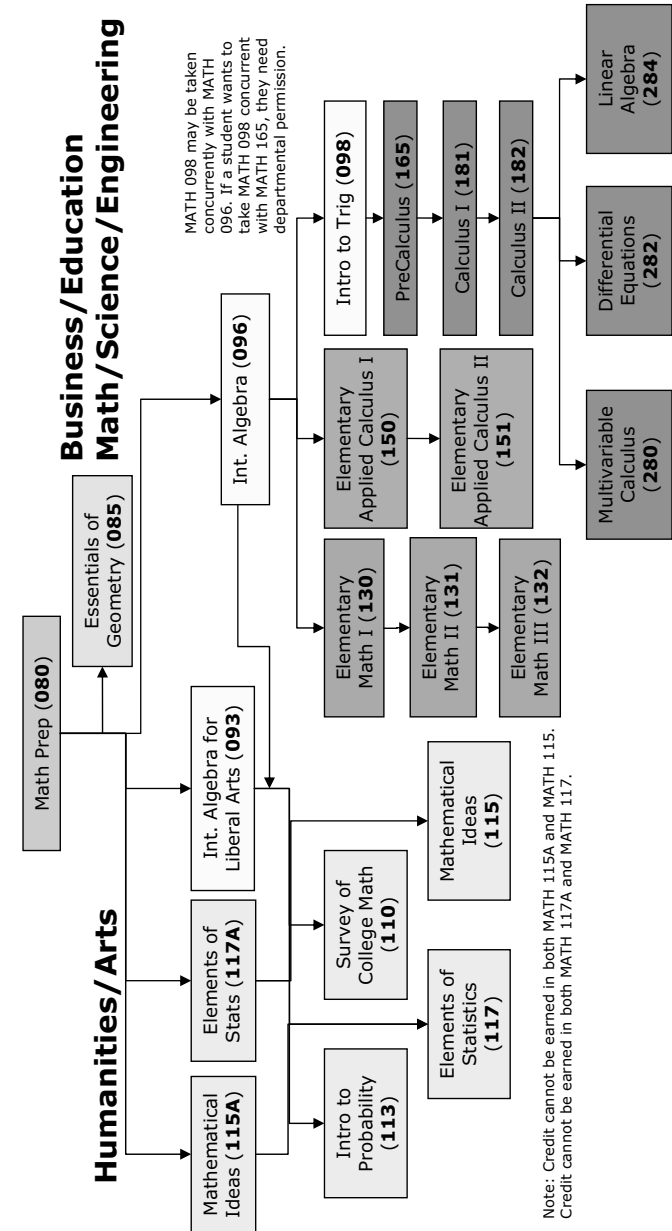 Math Prep (080)
Humanities/Arts
Business/Education
Math/Science/Engineering
Essentials of
Geometry (085)
MATH 098 may be taken
concurrently with MATH
096. If a student wants to
take MATH 098 concurrent
with MATH 165, they need
departmental permission.
Mathematical
Ideas (115A)
Elements of
Stats (117A)
Int. Algebra for
Liberal Arts (093)
Int. Algebra (096)
Intro to
Probability
(113)
Survey of
College Math
(110)
Elementary
Math I (130)
Elementary
Applied Calculus I
(150)
Intro to Trig (098)
PreCalculus (165)
Elements of
Statistics
(117)
Mathematical
Ideas
(115)
Elementary
Math II (131)
Elementary
Applied Calculus II
(151)
Calculus I (181)
Elementary
Math III (132)
Calculus II (182)
Multivariable
Calculus
(280)
Differential
Equations
(282)
Linear
Algebra
(284)
Note: Credit cannot be earned in both MATH 115A and MATH 115.
Credit cannot be earned in both MATH 117A and MATH 117.